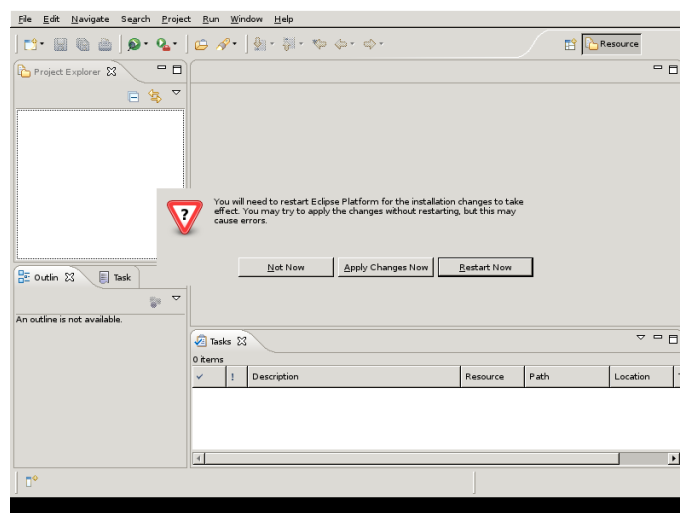 File Edit Navigate Search Project Run Window Help
Resource
Project Explorer
You will need to restart Eclipse Platform for the installation changes to take
effect. You may try to apply the changes without restarting, but this may
cause errors.
Not Now Apply Changes Now Restart Now
Outlin Task
An outline is not available.
Tasks
0 items
! Description Resource Path Location